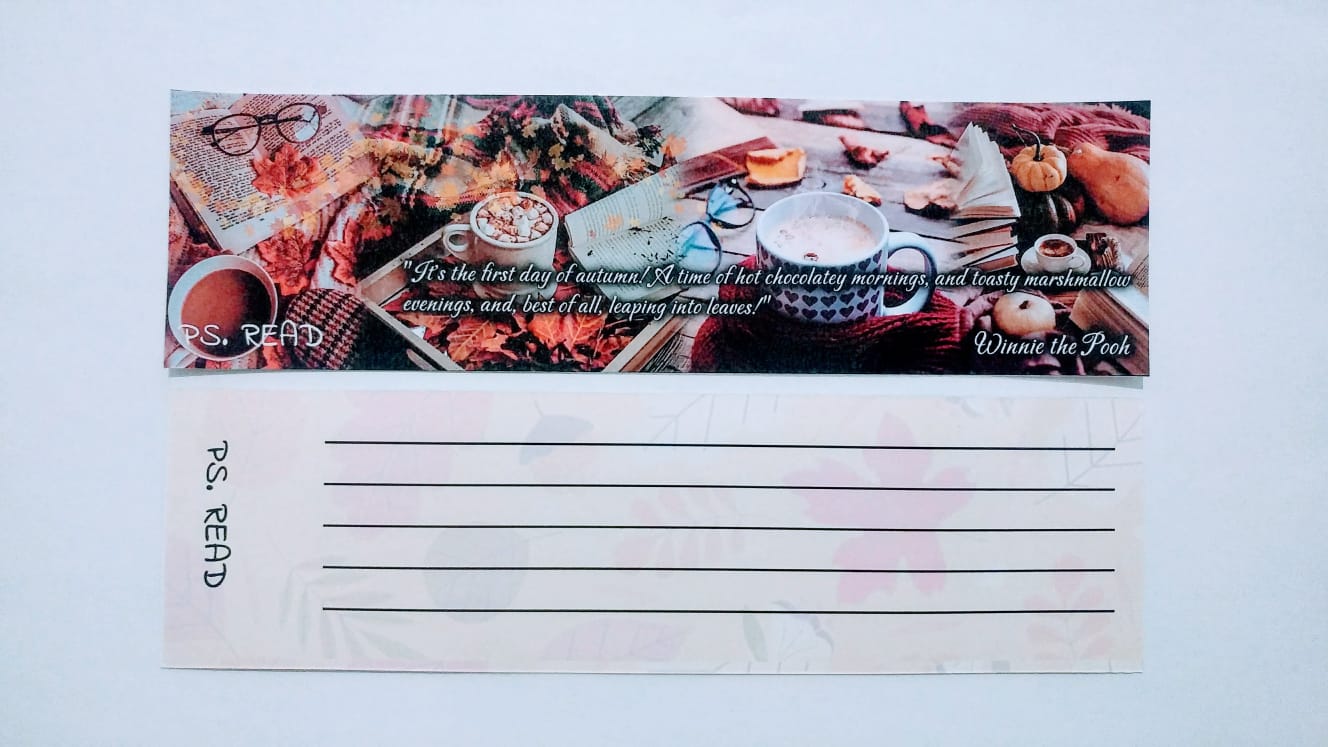 "It's the first day of autumn! A time of hot chocolatey mornings, and toasty marshmallow
evenings, and, best of all, leaping into leaves!"
PS. READ
Winnie the Pooh
PS. READ